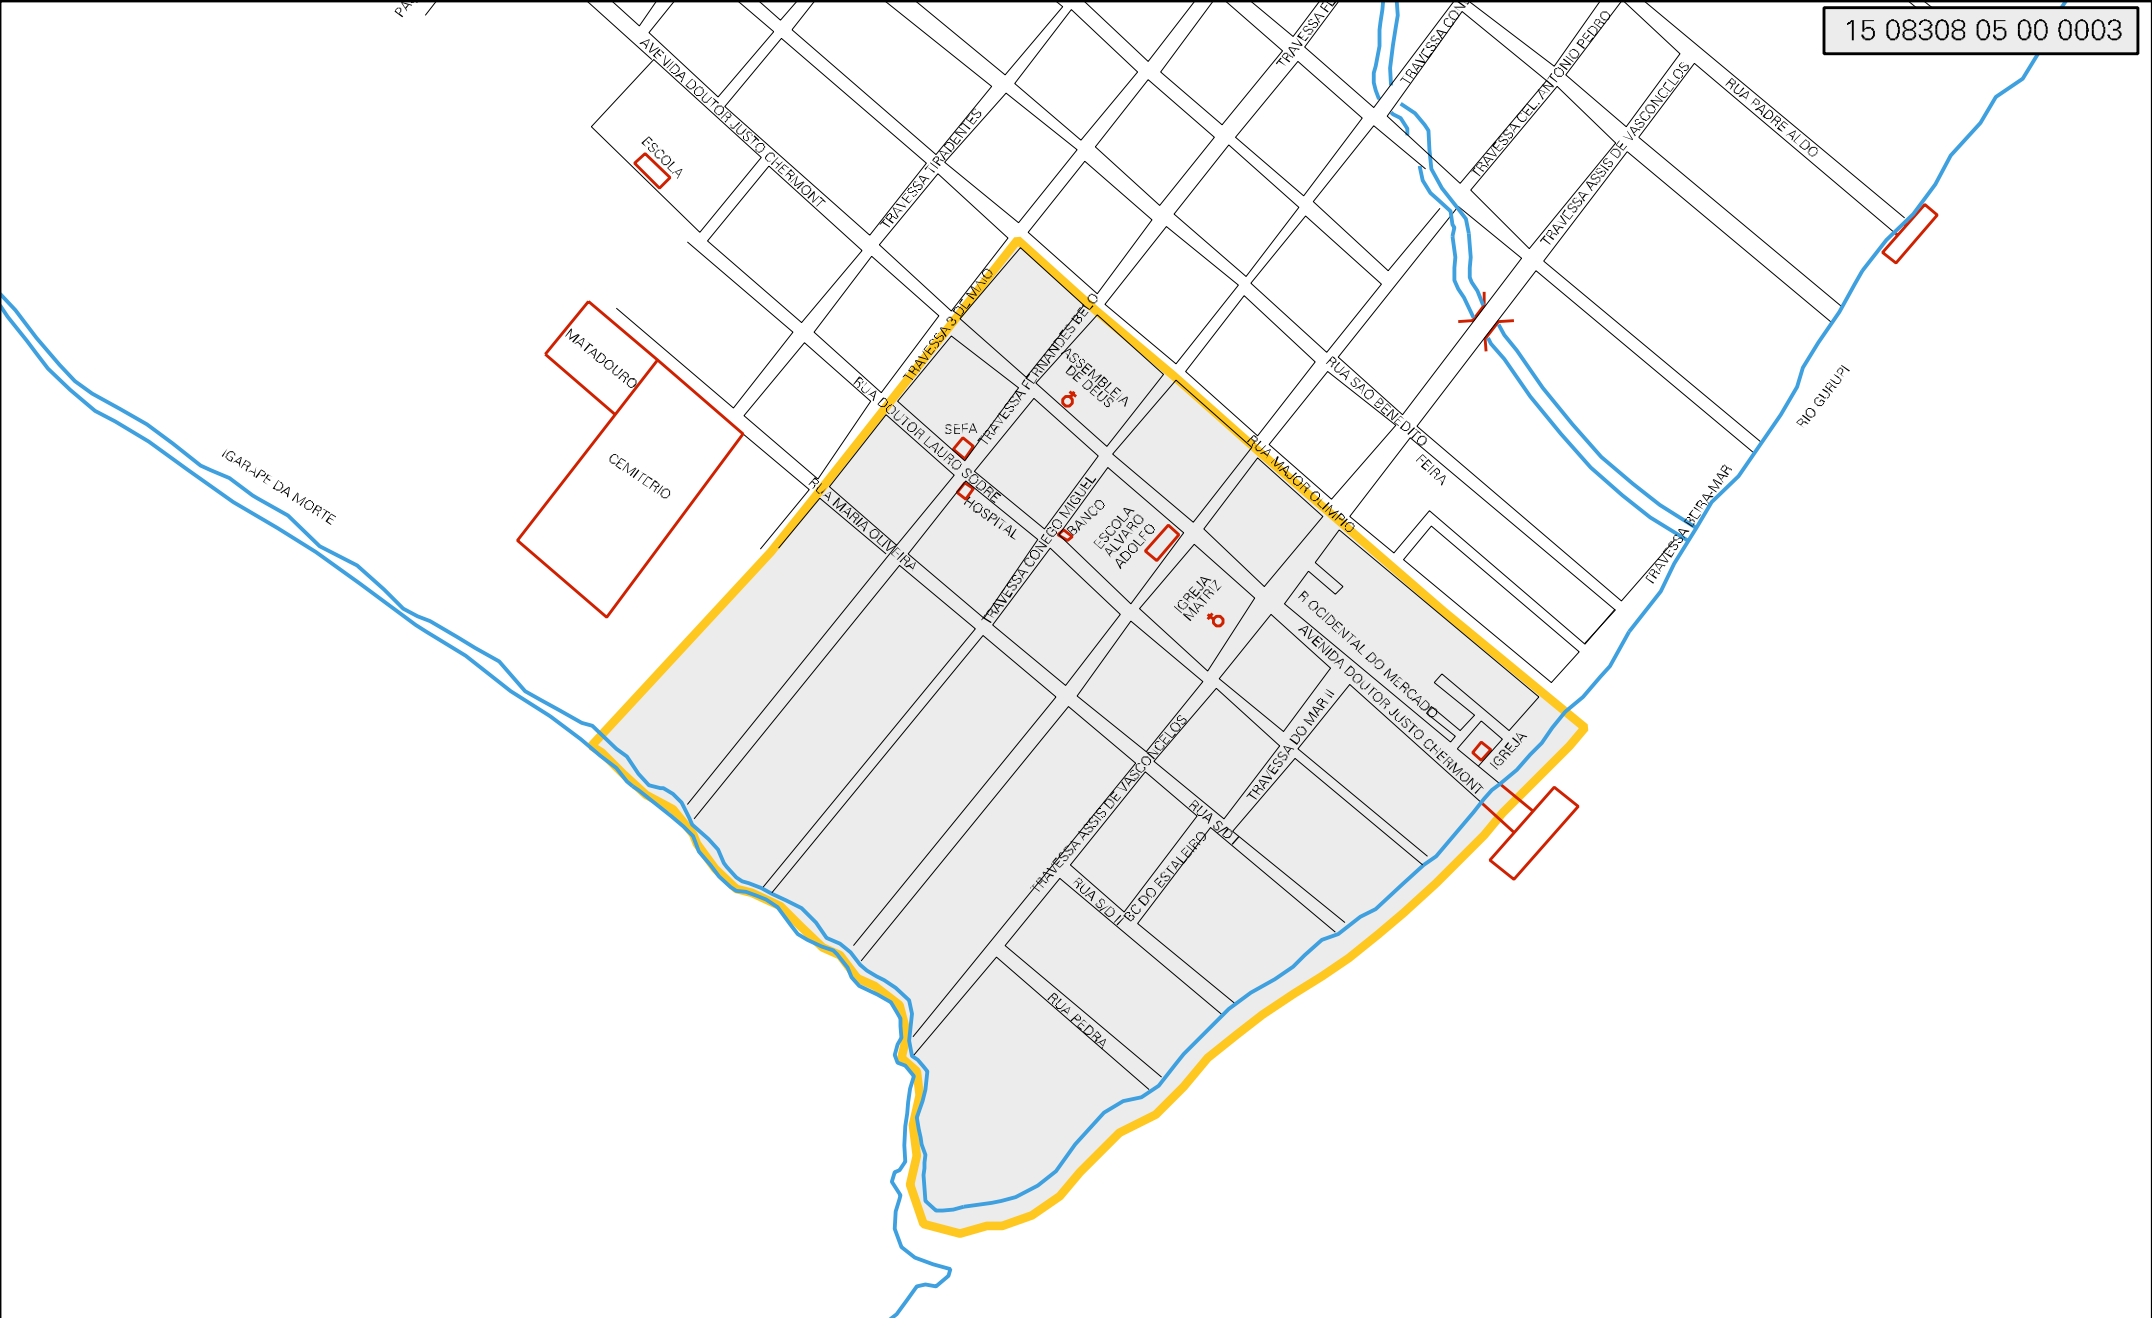 15 08308 05 00 0003
AVENIDA DOUTOR JUSTO CHERMONT
ESCOLA
TRAVESSA TIRADENTES
TRAVESSA CEL. ANTONIO PEDRO
TRAVESSA ASSIS DE VASCONCELOS
RUA PADRE ALDO
TRAVESSA 3 DE MAIO
TRAVESSA FERNANDES BELO
MATADOURO
CEMITERIO
IGARAPE DA MORTE
ASSEMBLEIA
DE DEUS
RUA DOUTOR LAURO SODRE
SEFA
HOSPITAL
RUA SAO BENEDITO
FEIRA
RIO GURUPI
RUA MAJOR OLIMPIO
TRAVESSA BEIRA-MAR
RUA MARIA OLIVEIRA
TRAVESSA CONEGO MIGUEL
BANCO
ESCOLA
ALVARO
ADOLFO
IGREJA
MATRIZ
R OCIDENTAL DO MERCADO
AVENIDA DOUTOR JUSTO CHERMONT
IGREJA
TRAVESSA DO MAR II
TRAVESSA ASSIS DE VASCONCELOS
RUA S/D I
BC DO ESTALEIRO
RUA S/D II
RUA PEDRA